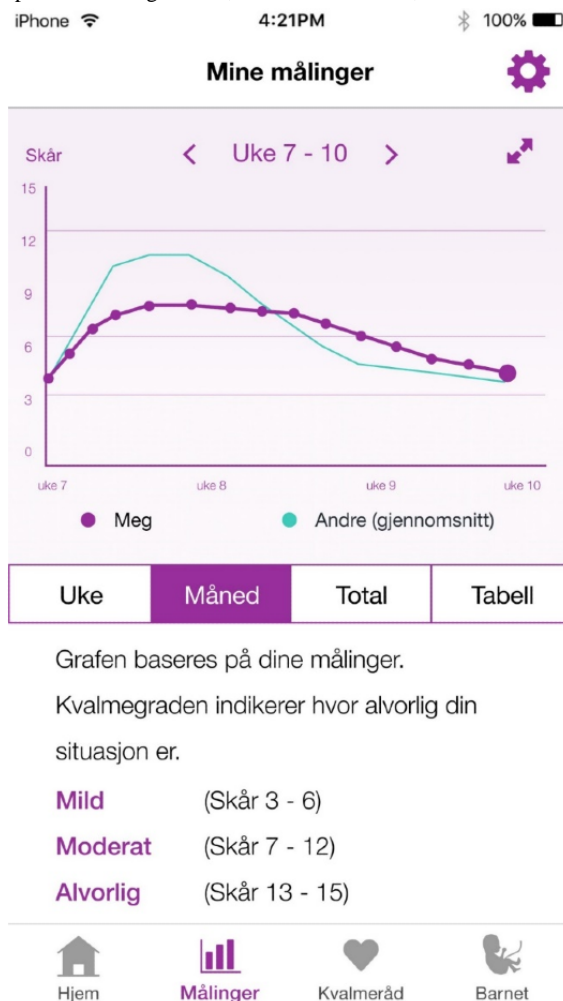 iPhone 4:21PM 100%
Mine målinger
Skår
Uke 7 - 10
15
12
9
6
3
0
uke 7 uke 8 uke 9 uke 10
Meg Andre (gjennomsnitt)
Uke Måned Total Tabell
Grafen baseres på dine målinger.
Kvalmegraden indikerer hvor alvorlig din
situasjon er.
Mild (Skår 3 - 6)
Moderat (Skår 7 - 12)
Alvorlig (Skår 13 - 15)
Hjem Målinger Kvalmeråd Barnet